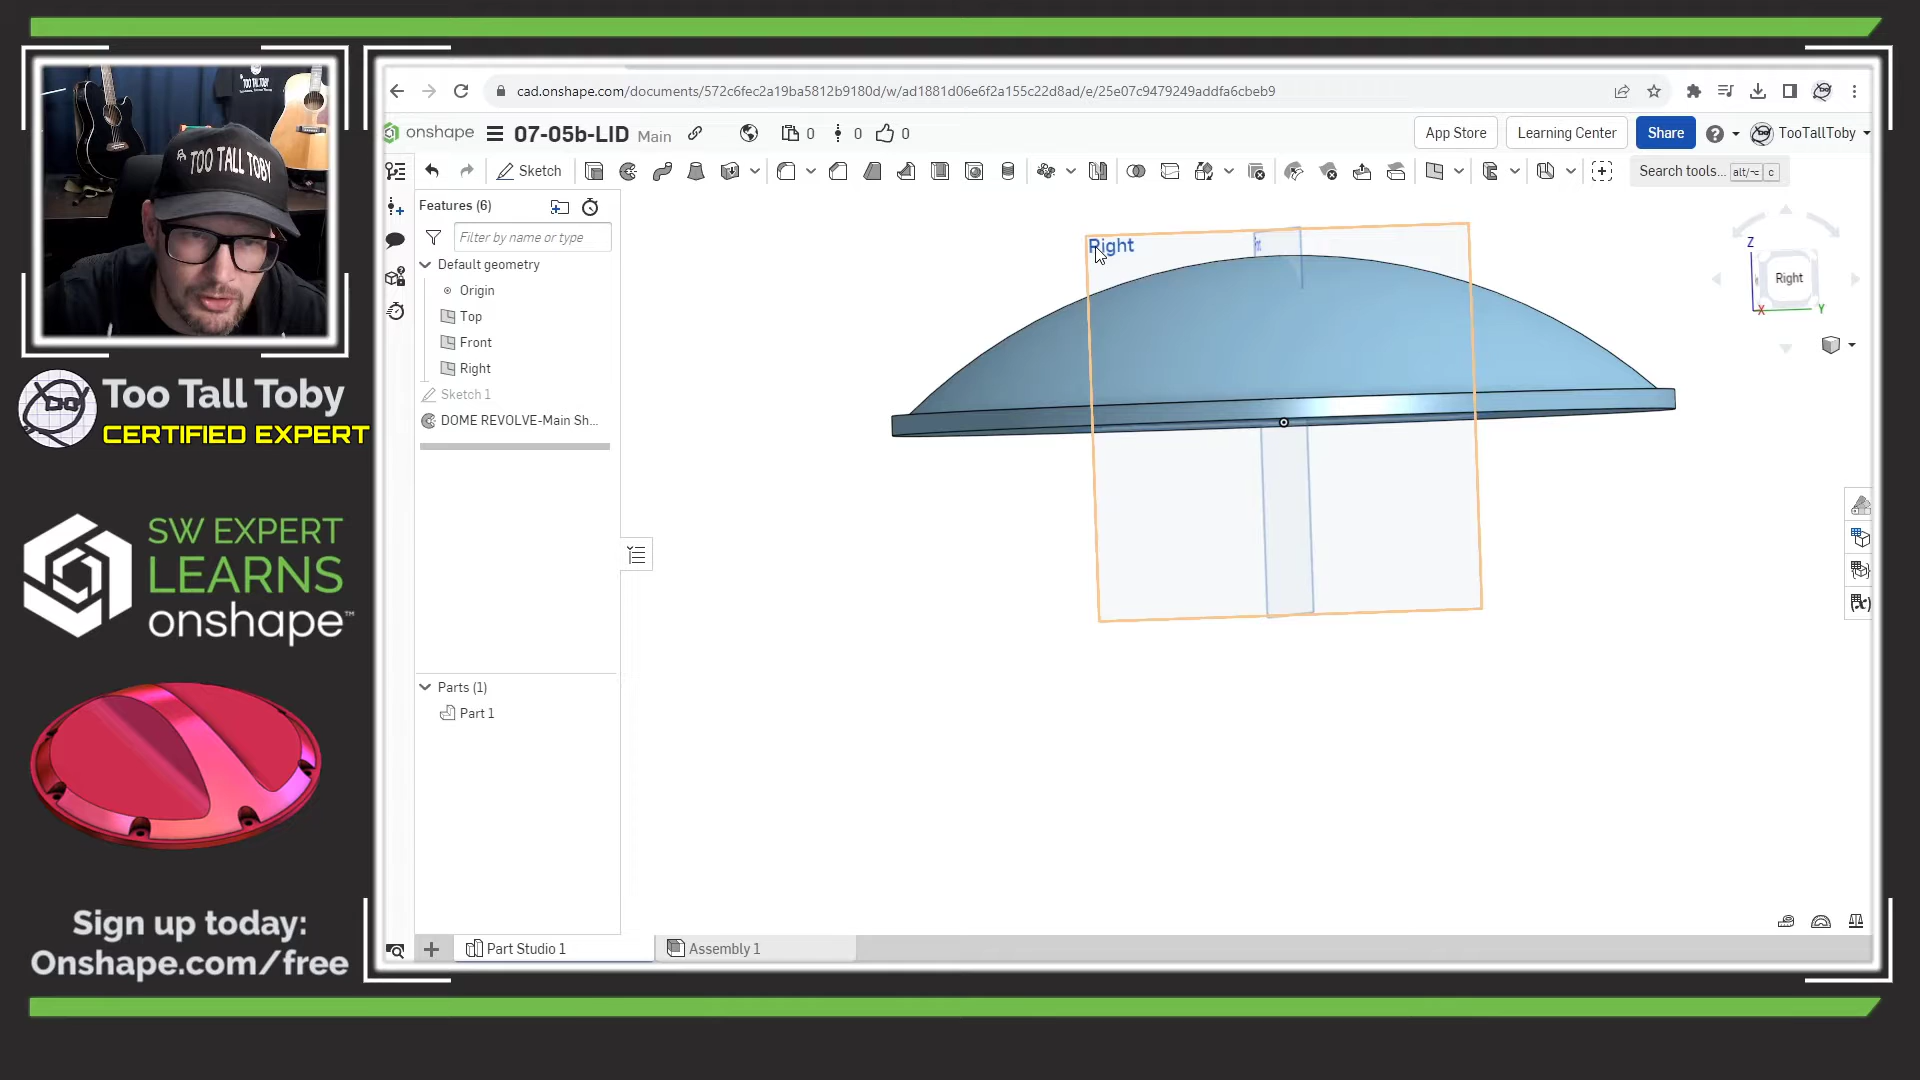 TOO TALL TOBY
Too Tall Toby
CERTIFIED EXPERT
SW EXPERT
LEARNS
onshape™
Sign up today:
Onshape.com/free
cad.onshape.com/documents/572c6fec2a19ba5812b9180d/w/ad1881d06e6f2a155c22d8ad/e/25e07c9479249addfa6cbeb9
onshape 07-05b-LID Main 0 0 0 App Store Learning Center Share TooTallToby
Sketch Search tools... alt/⌥ c
Features (6)
Filter by name or type
Default geometry
Origin
Top
Front
Right
Sketch 1
DOME REVOLVE-Main Sh...
Parts (1)
Part 1
Right
Z
Right
X
Y
(x)
Part Studio 1
Assembly 1